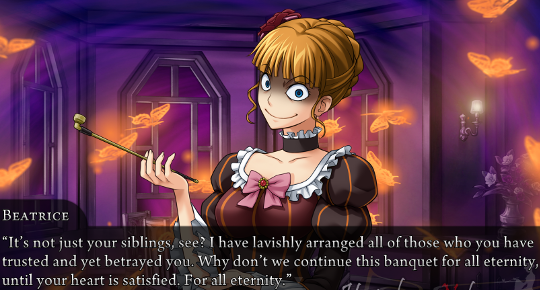 Beatrice
“It's not just your siblings, see? I have lavishly arranged all of those who you have
trusted and yet betrayed you. Why don't we continue this banquet for all eternity,
until your heart is satisfied. For all eternity.”